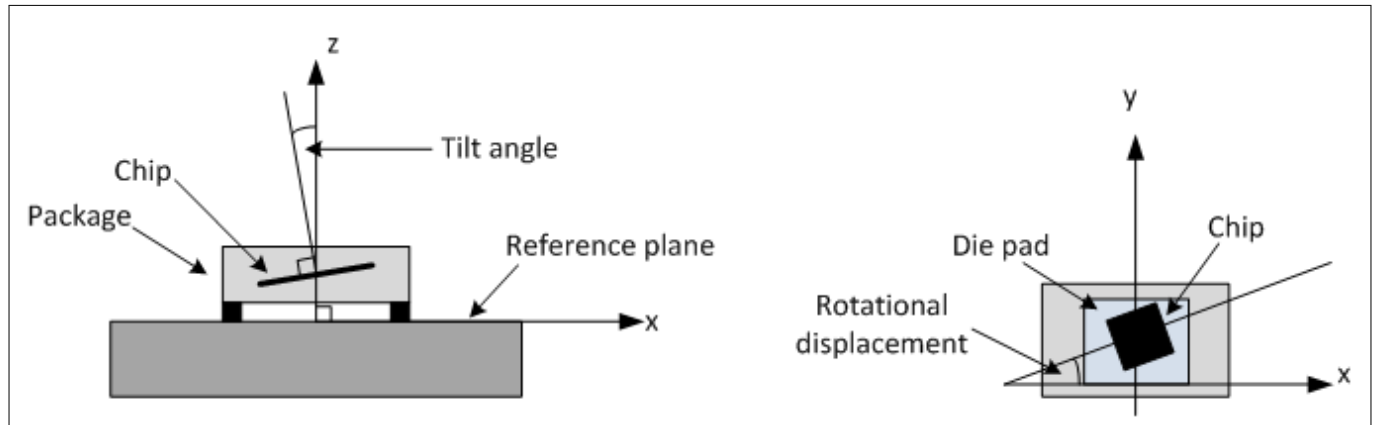 z
Tilt angle
Chip
Package
Reference plane
x
y
Chip
Die pad
Rotational
displacement
x